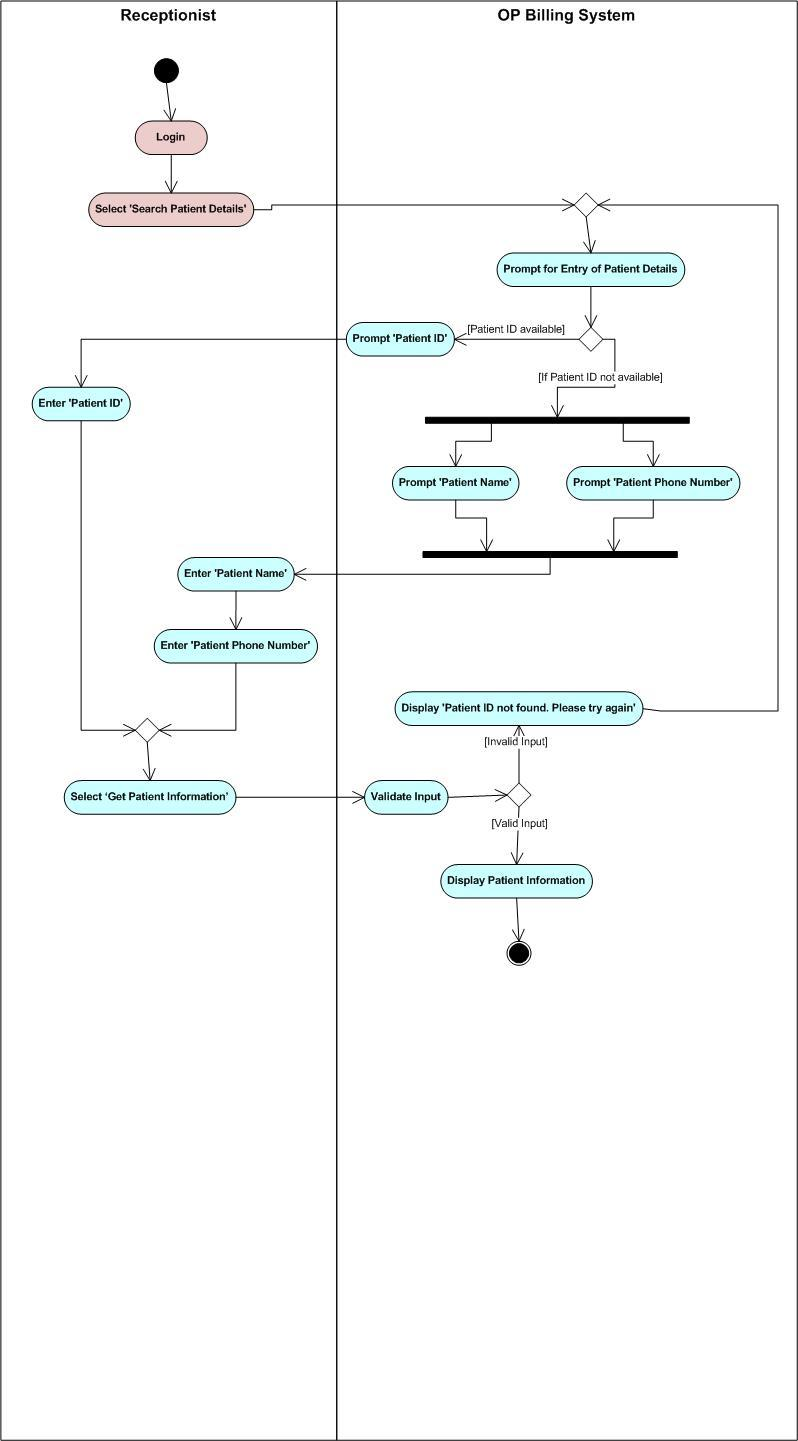 Receptionist
OP Billing System
Login
Select 'Search Patient Details'
Prompt for Entry of Patient Details
[Patient ID available]
Prompt 'Patient ID'
[If Patient ID not available]
Enter 'Patient ID'
Prompt 'Patient Name'
Prompt 'Patient Phone Number'
Enter 'Patient Name'
Enter 'Patient Phone Number'
Display 'Patient ID not found. Please try again'
[Invalid Input]
Select ‘Get Patient Information’
Validate Input
[Valid Input]
Display Patient Information